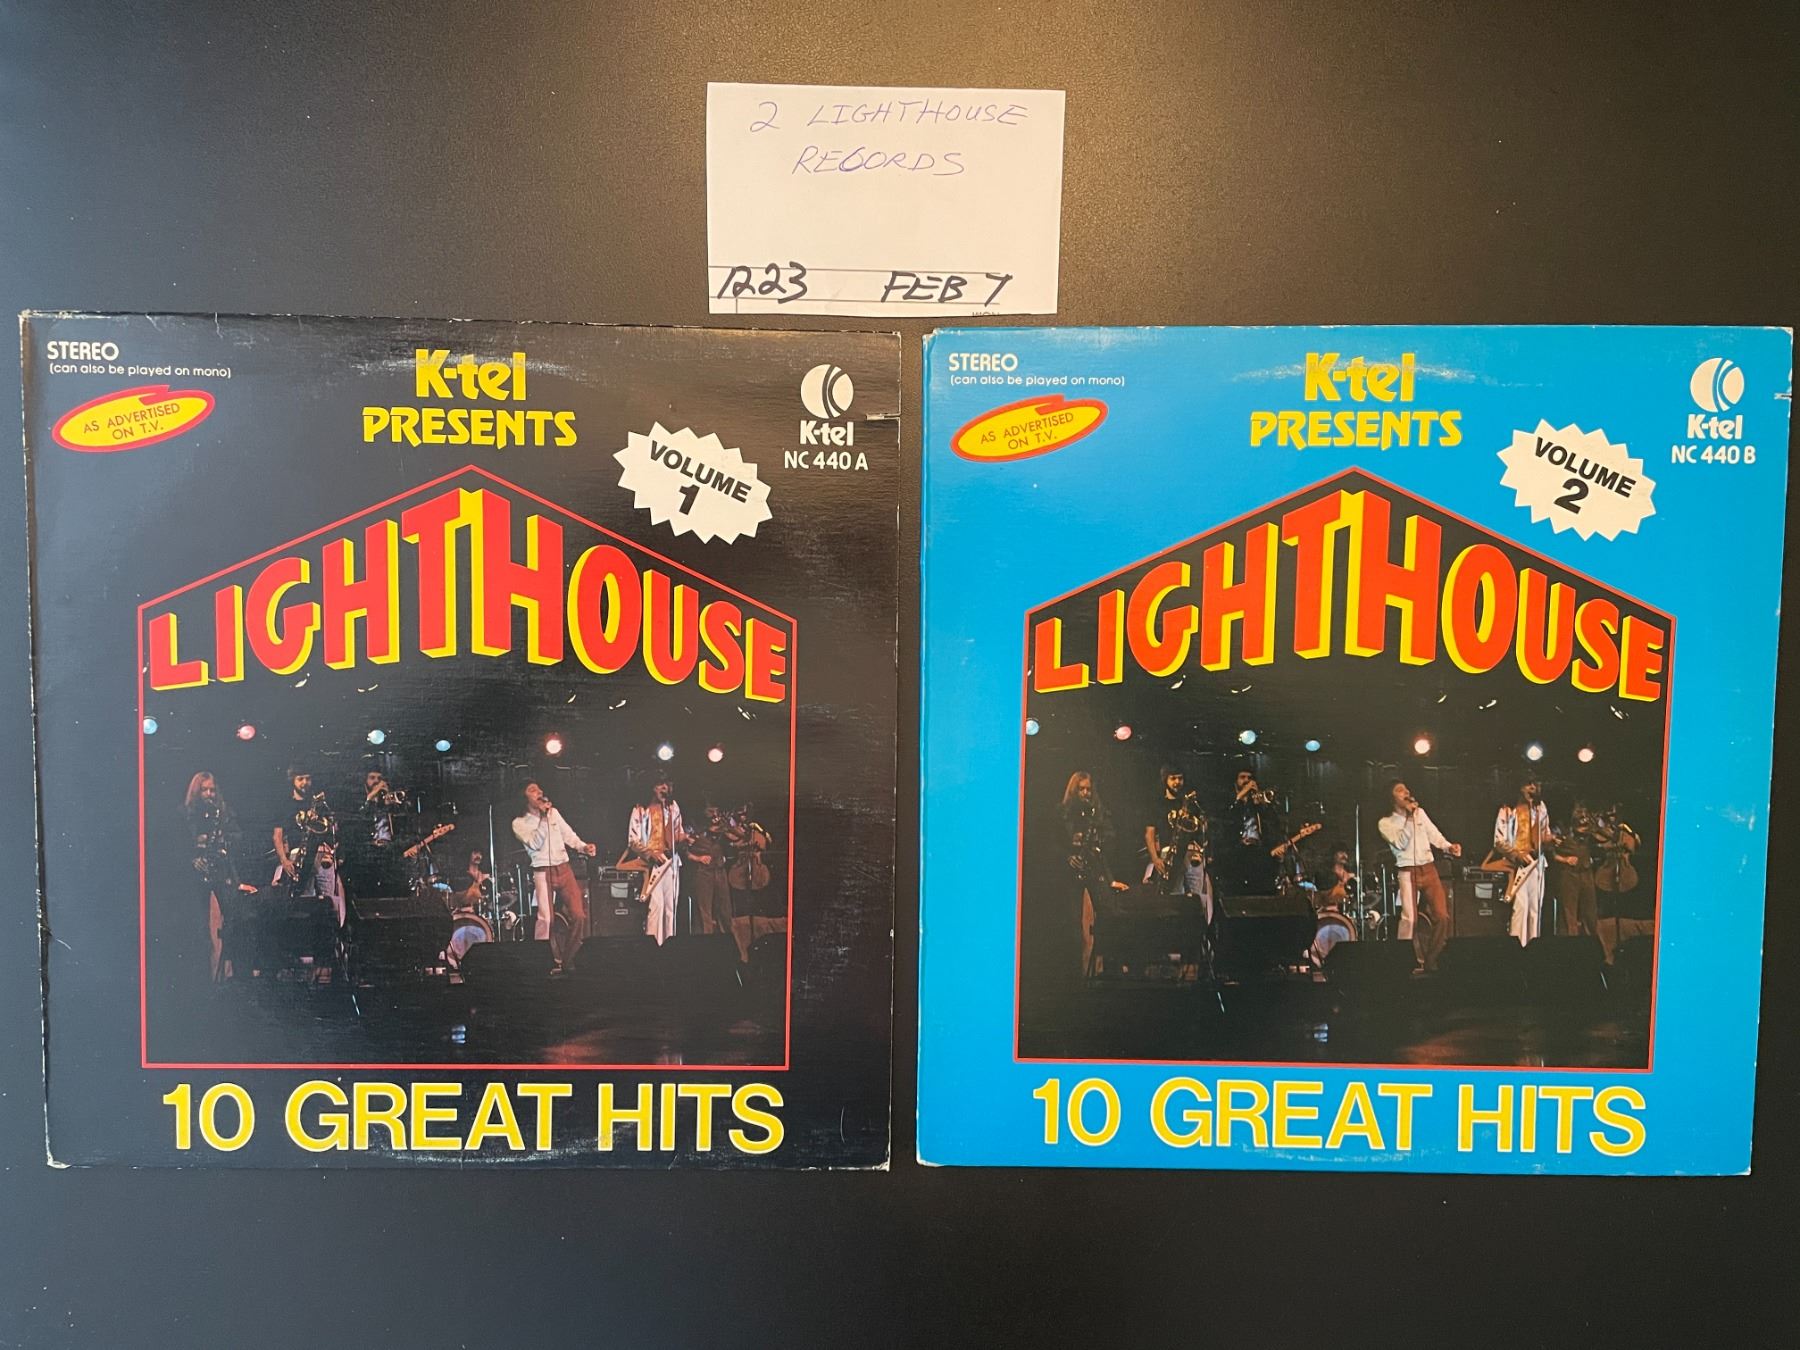 2 LIGHTHOUSE
RECORDS
1223 FEB 7
STEREO
(can also be played on mono)
AS ADVERTISED
ON T.V.
K-tel
PRESENTS
VOLUME
1
K-tel
NC 440 A
LIGHTHOUSE
10 GREAT HITS
STEREO
(can also be played on mono)
AS ADVERTISED
ON T.V.
K-tel
PRESENTS
VOLUME
2
K-tel
NC 440 B
LIGHTHOUSE
10 GREAT HITS